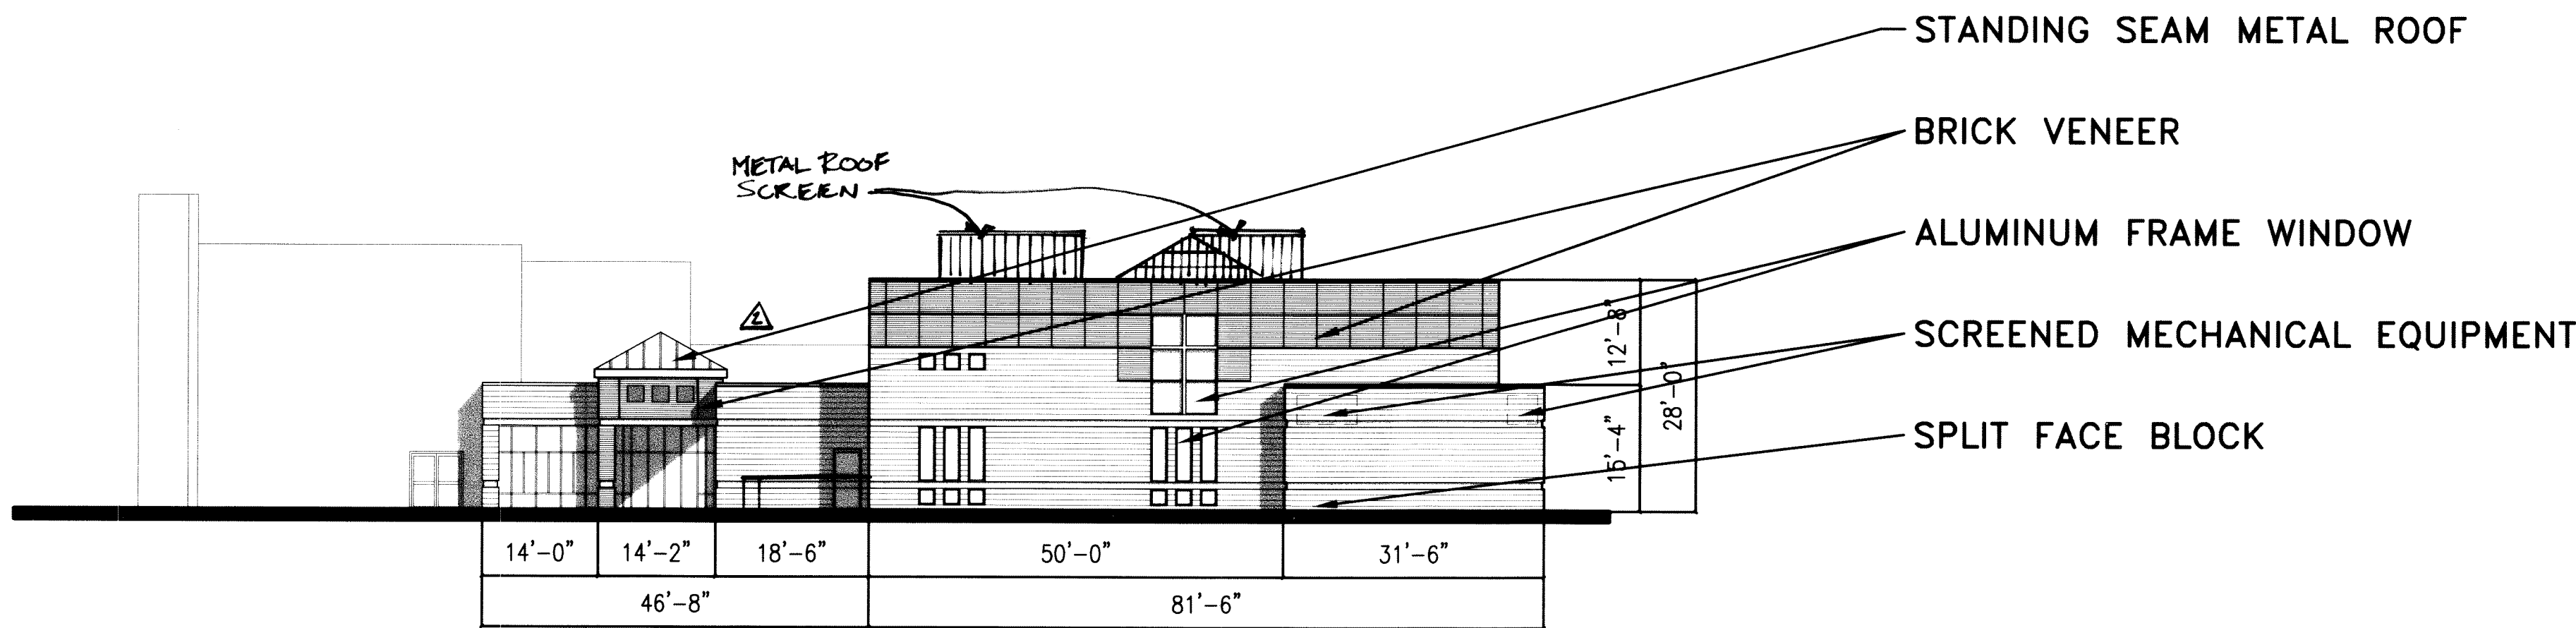 STANDING SEAM METAL ROOF
BRICK VENEER
METAL ROOF
SCREEN
ALUMINUM FRAME WINDOW
2
SCREENED MECHANICAL EQUIPMENT
SPLIT FACE BLOCK
12'-8"
28'-0"
15'-4"
14'-0"
14'-2"
18'-6"
50'-0"
31'-6"
46'-8"
81'-6"